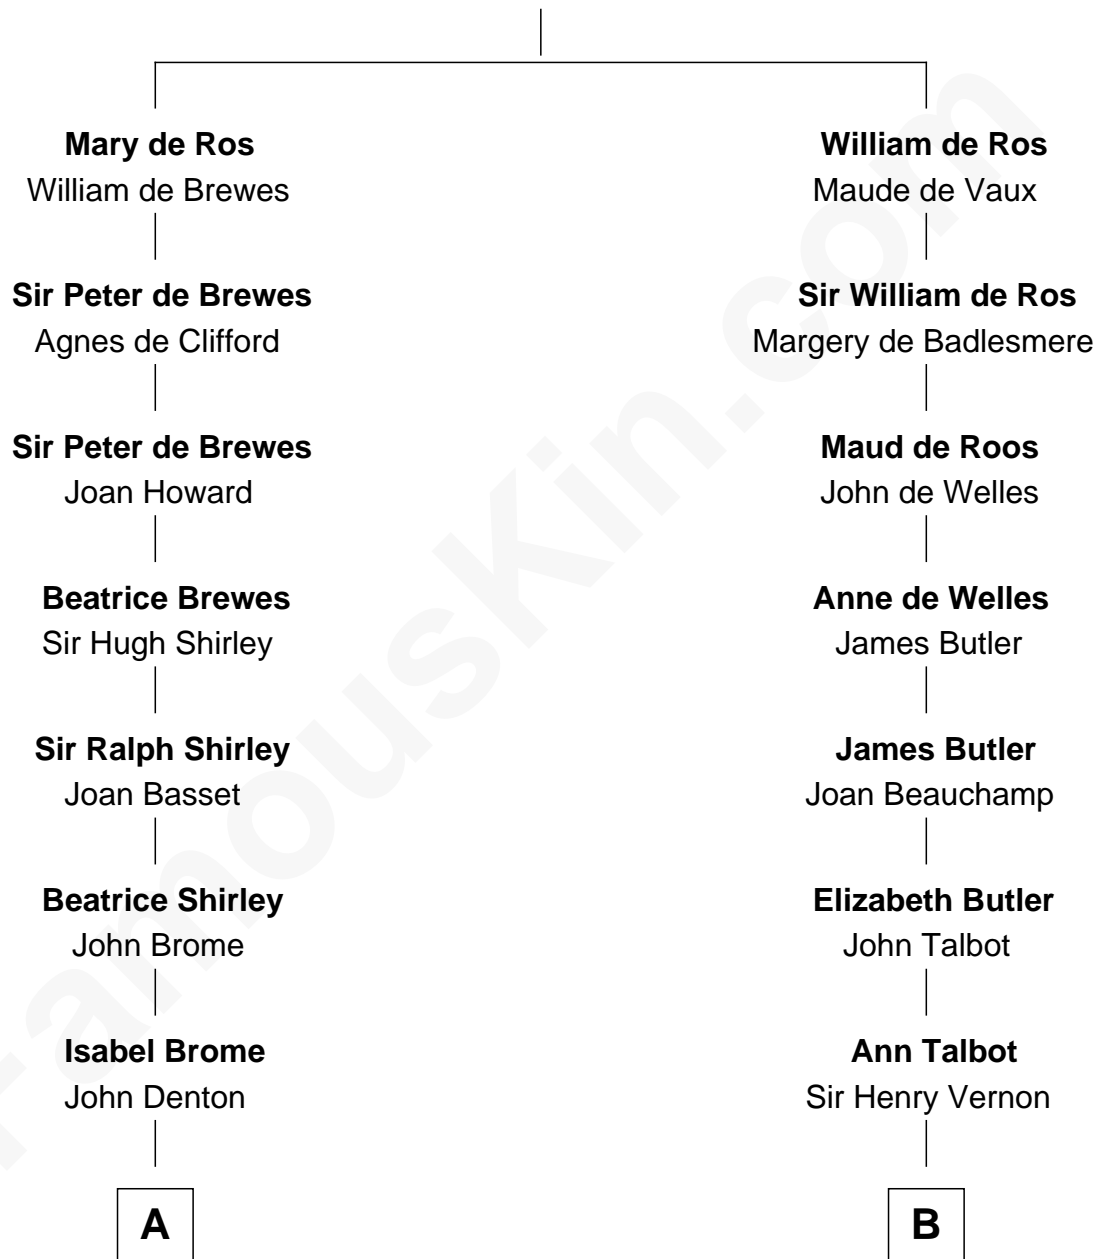 Mary de Ros
William de Brewes
Sir Peter de Brewes
Agnes de Clifford
Sir Peter de Brewes
Joan Howard
Beatrice Brewes
Sir Hugh Shirley
Sir Ralph Shirley
Joan Basset
Beatrice Shirley
John Brome
Isabel Brome
John Denton
A
William de Ros
Maude de Vaux
Sir William de Ros
Margery de Badlesmere
Maud de Roos
John de Welles
Anne de Welles
James Butler
James Butler
Joan Beauchamp
Elizabeth Butler
John Talbot
Ann Talbot
Sir Henry Vernon
B
FamousKin.com